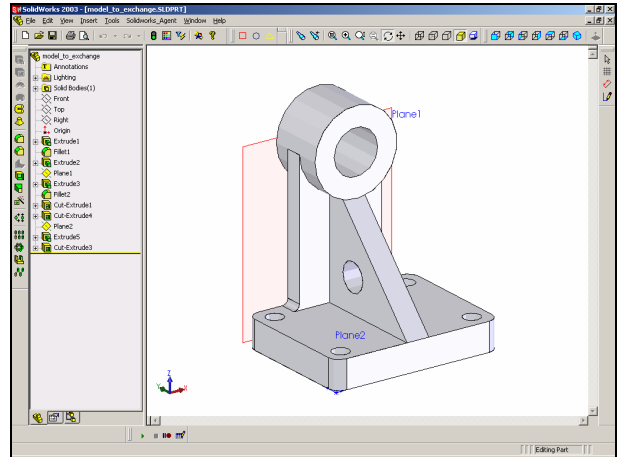 SolidWorks 2003 - [model_to_exchange.SLDPRT]
File Edit View Insert Tools Solidworks_Agent Window Help
model_to_exchange
Annotations
Lighting
Solid Bodies(1)
Front
Top
Right
Origin
Extrude1
Fillet1
Extrude2
Plane1
Extrude3
Fillet2
Cut-Extrude1
Cut-Extrude4
Plane2
Extrude5
Cut-Extrude3
Plane1
Plane2
Z
Y
X
Editing Part